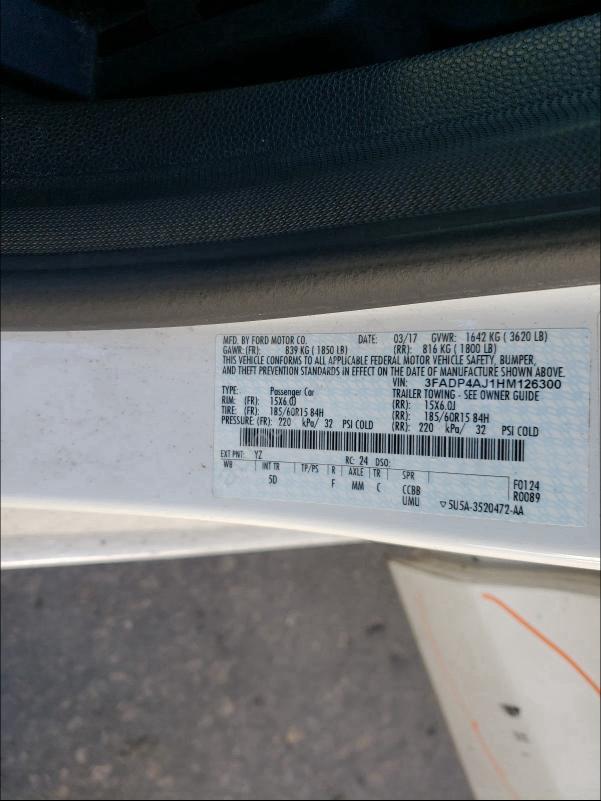 MFD. BY FORD MOTOR CO. DATE: 03/17 GVWR: 1642 KG ( 3620 LB)
GAWR:(FR): 839 KG ( 1850 LB) (RR): 816 KG ( 1800 LB)
THIS VEHICLE CONFORMS TO ALL APPLICABLE FEDERAL MOTOR VEHICLE SAFETY, BUMPER,
AND THEFT PREVENTION STANDARDS IN EFFECT ON THE DATE OF MANUFACTURE SHOWN ABOVE.
VIN: 3FADP4AJ1HM126300
TYPE: Passenger Car TRAILER TOWING - SEE OWNER GUIDE
RIM: (FR): 15X6.0J (RR): 15X6.0J
TIRE: (FR): 185/60R15 84H (RR): 185/60R15 84H
PRESSURE: (FR): 220 kPa/ 32 PSI COLD (RR): 220 kPa/ 32 PSI COLD
EXT PNT: YZ RC: 24 DSO:
WB INT TR TP/PS R AXLE TR SPR F0124
5D F MM C CCBB R0089
UMU ▽5U5A-3520472-AA